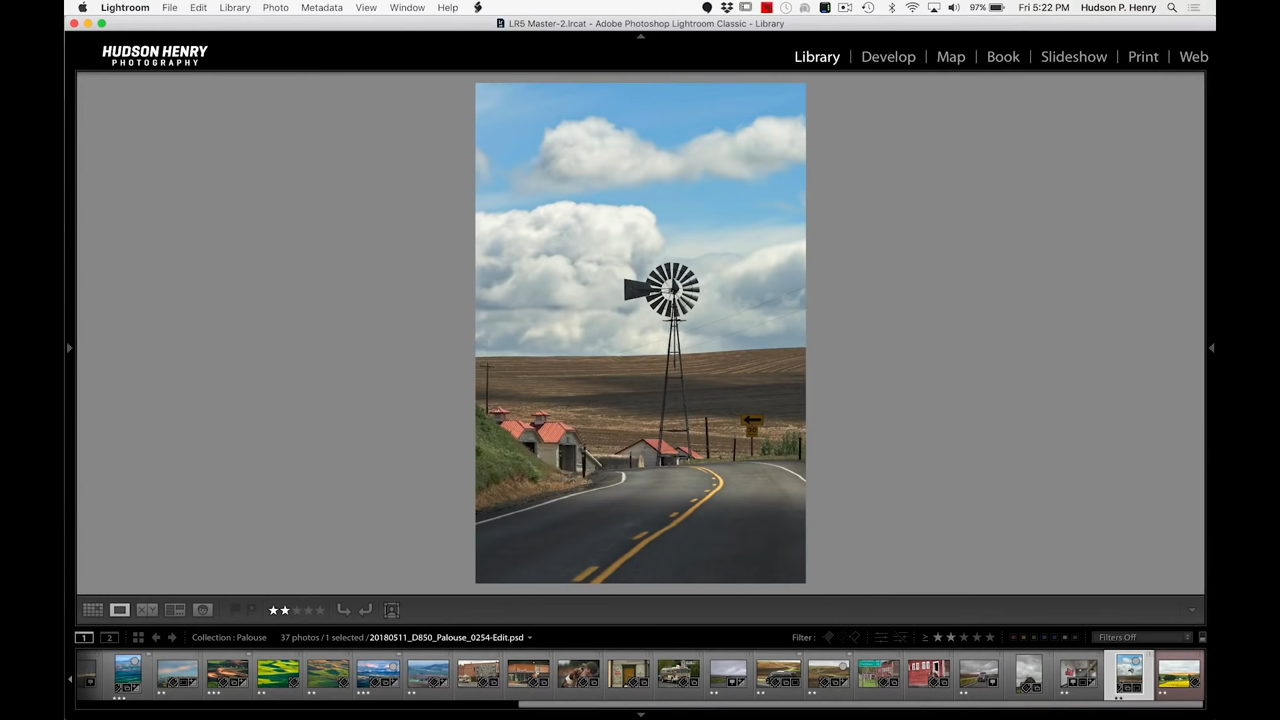 Lightroom File Edit Library Photo Metadata View Window Help 97% Fri 5:22 PM Hudson P. Henry
LR5 Master-2.lrcat - Adobe Photoshop Lightroom Classic - Library
HUDSON HENRY
PHOTOGRAPHY
Library | Develop | Map | Book | Slideshow | Print | Web
XY
1 2 Collection : Palouse 37 photos / 1 selected / 20180511_D850_Palouse_0254-Edit.psd Filter : Filters Off